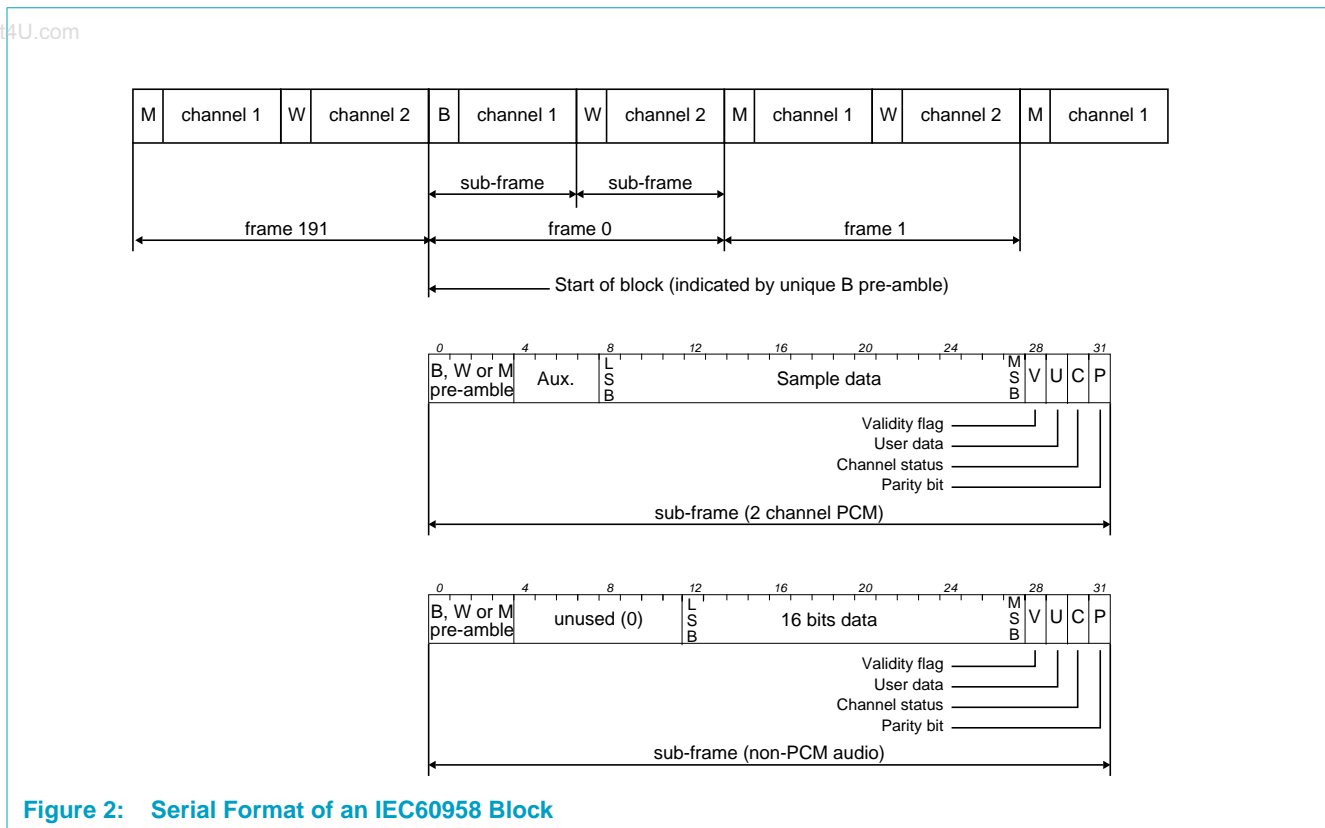 t4U.com
M channel 1 W channel 2 B channel 1 W channel 2 M channel 1 W channel 2 M channel 1
sub-frame sub-frame
frame 191 frame 0 frame 1
Start of block (indicated by unique B pre-amble)
0 4 8 12 16 20 24 28 31
B, W or M pre-amble Aux. LSB Sample data MSB V U C P
Validity flag
User data
Channel status
Parity bit
sub-frame (2 channel PCM)
0 4 8 12 16 20 24 28 31
B, W or M pre-amble unused (0) LSB 16 bits data MSB V U C P
Validity flag
User data
Channel status
Parity bit
sub-frame (non-PCM audio)
Figure 2: Serial Format of an IEC60958 Block